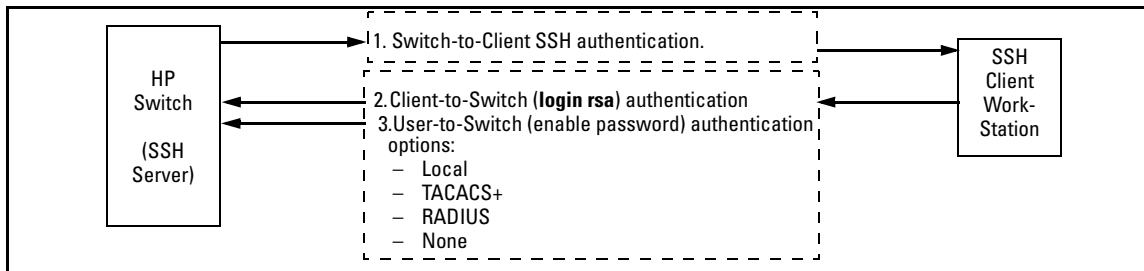 HP
Switch
(SSH
Server)
1. Switch-to-Client SSH authentication.
2.Client-to-Switch (login rsa) authentication
3.User-to-Switch (enable password) authentication
options:
– Local
– TACACS+
– RADIUS
– None
SSH
Client
Work-
Station